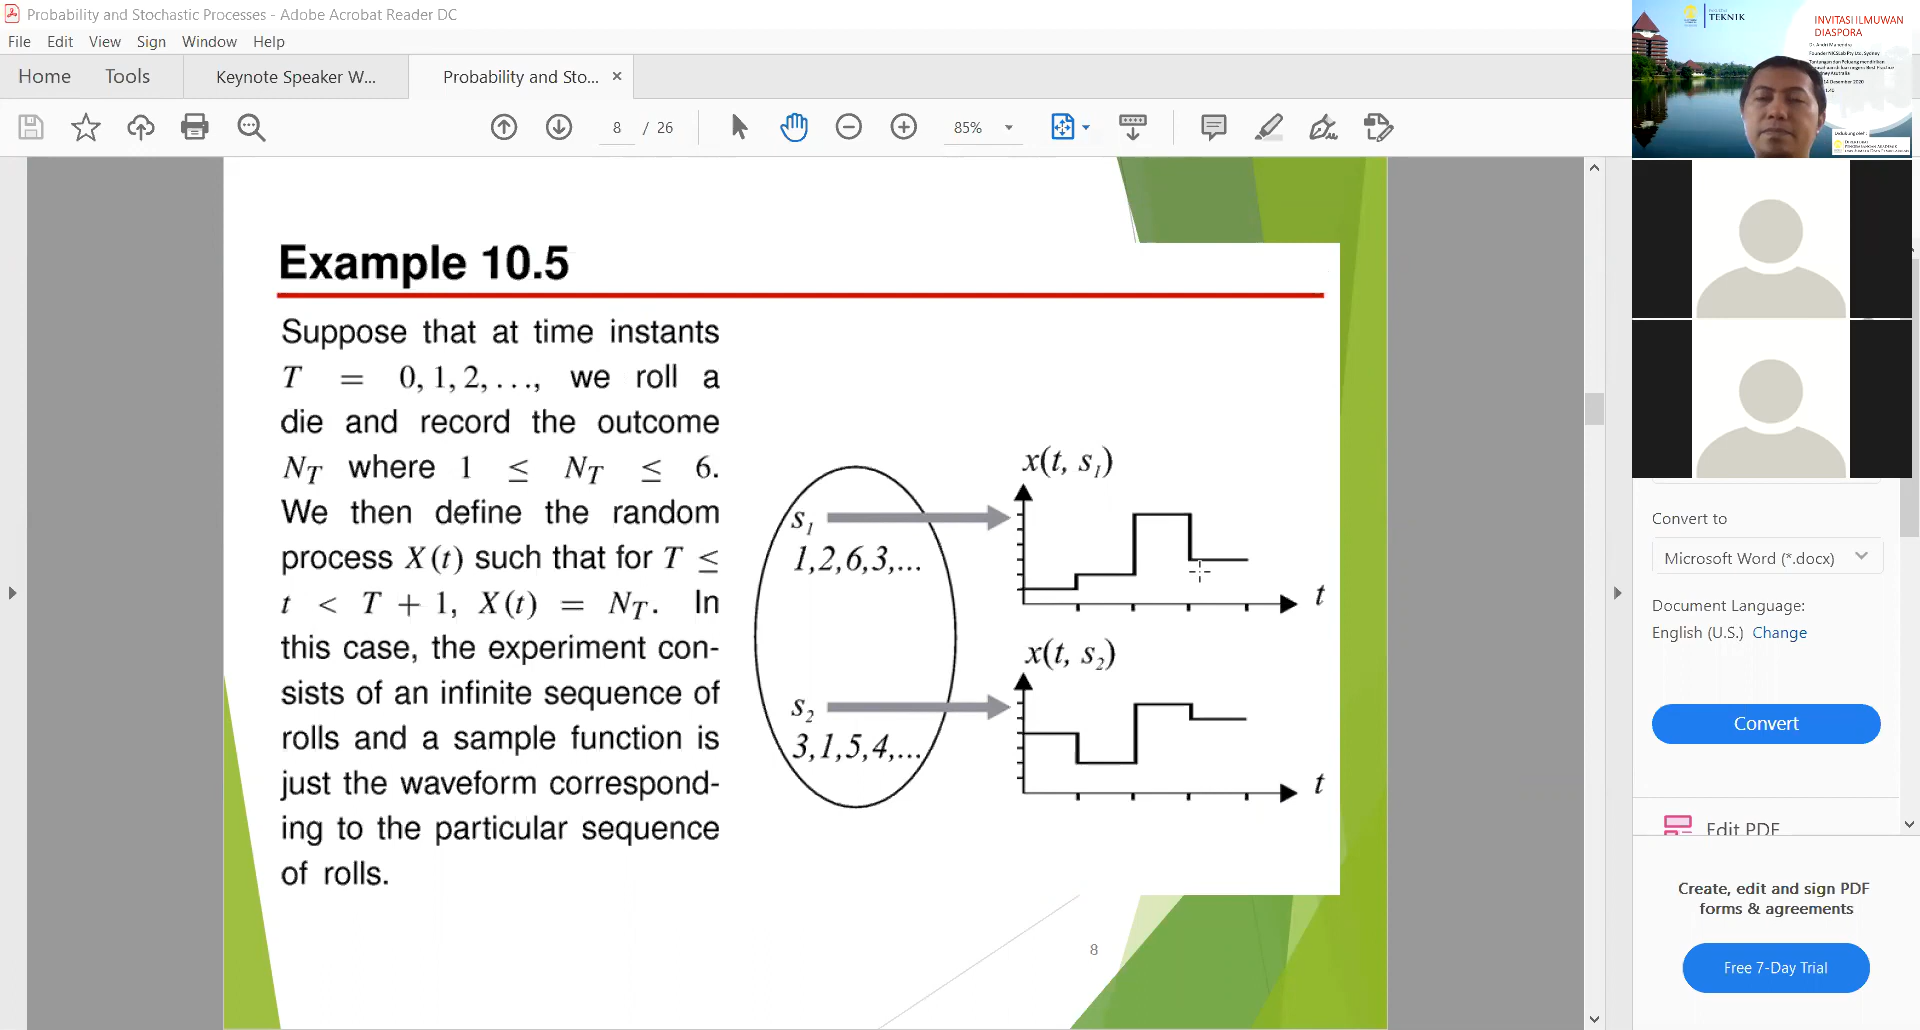 Probability and Stochastic Processes - Adobe Acrobat Reader DC
File Edit View Sign Window Help
Home Tools Keynote Speaker W... Probability and Sto... ×
8 / 26 85%
Example 10.5
Suppose that at time instants
T = 0, 1, 2, . . ., we roll a
die and record the outcome
N_T where 1 ≤ N_T ≤ 6.
We then define the random
process X(t) such that for T ≤
t < T + 1, X(t) = N_T. In
this case, the experiment con-
sists of an infinite sequence of
rolls and a sample function is
just the waveform correspond-
ing to the particular sequence
of rolls.
s₁
1,2,6,3,...
s₂
3,1,5,4,...
x(t, s₁)
t
x(t, s₂)
t
8
TEKNIK
INVITASI ILMUWAN
DIASPORA
Convert to
Microsoft Word (*.docx)
Document Language:
English (U.S.) Change
Convert
Edit PDF
Create, edit and sign PDF
forms & agreements
Free 7-Day Trial